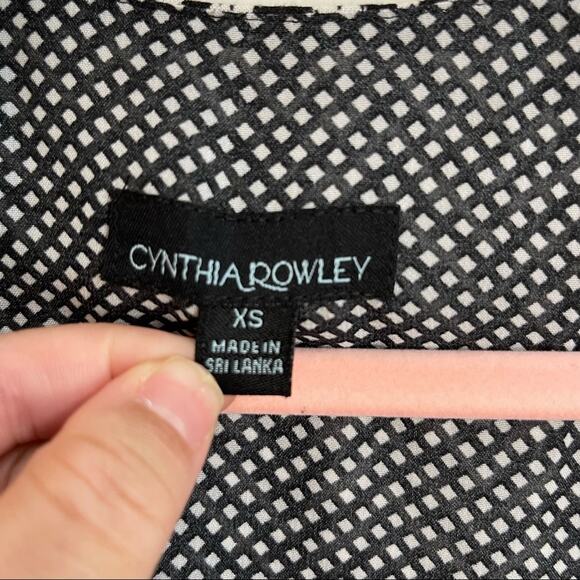 CYNTHIA ROWLEY
XS
MADE IN
SRI LANKA